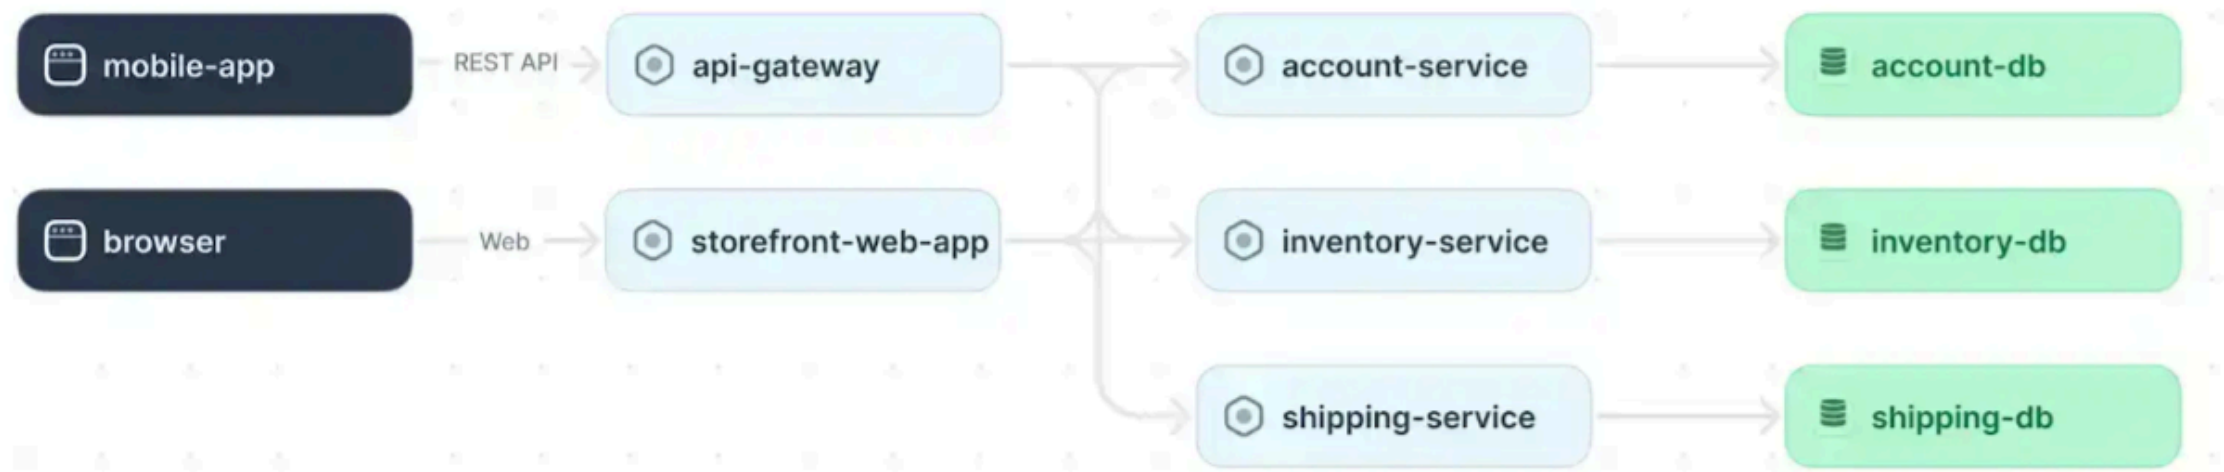 mobile-app
REST API
api-gateway
account-service
account-db
browser
Web
storefront-web-app
inventory-service
inventory-db
shipping-service
shipping-db